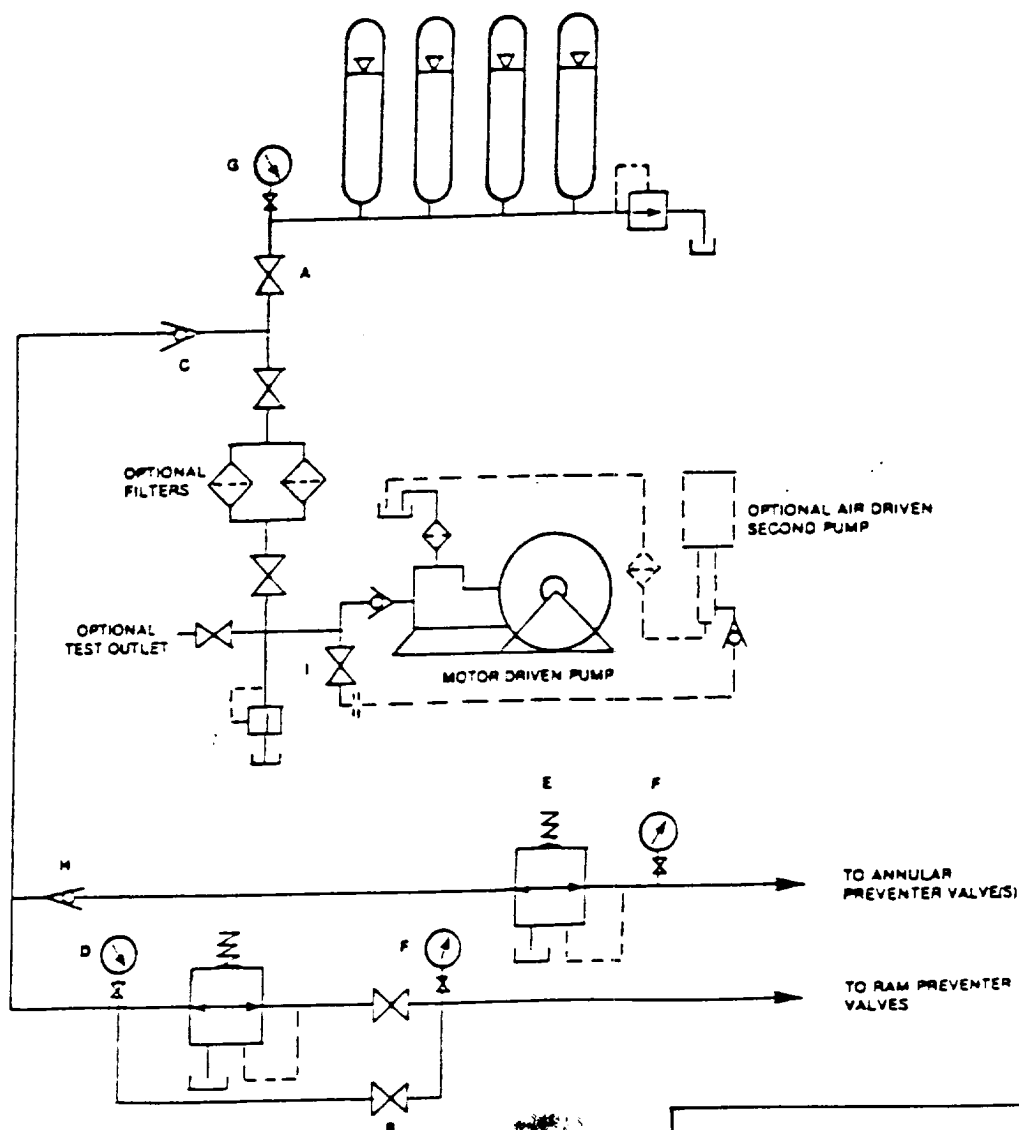 G
A
C
OPTIONAL
FILTERS
OPTIONAL AIR DRIVEN
SECOND PUMP
OPTIONAL
TEST OUTLET
I
MOTOR DRIVEN PUMP
E
F
H
TO ANNULAR
PREVENTER VALVE(S)
D
F
TO RAM PREVENTER
VALVES